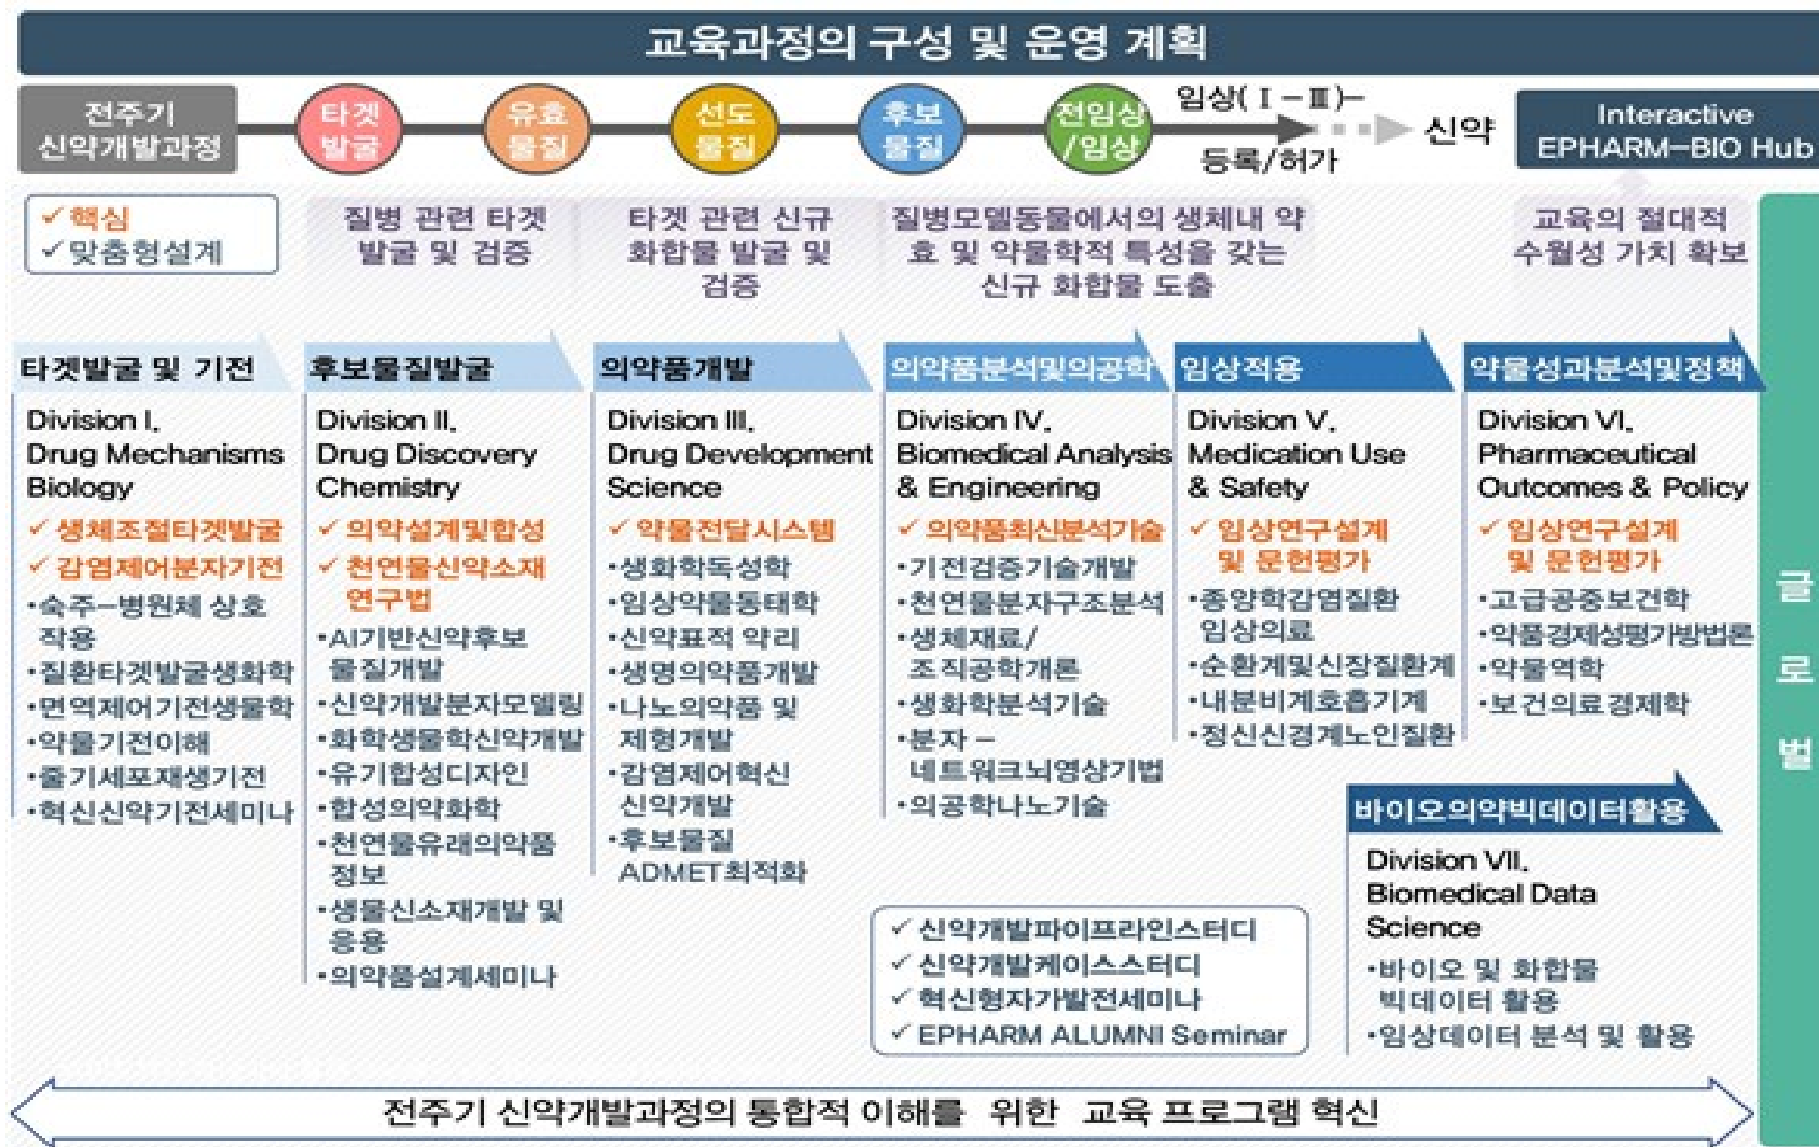 교육과정의 구성 및 운영 계획
전주기
신약개발과정
타겟
발굴
유효
물질
선도
물질
후보
물질
전임상
/임상
임상(Ⅰ-Ⅲ)-
등록/허가
신약
Interactive
EPHARM-BIO Hub
✓핵심
✓맞춤형설계
질병 관련 타겟
발굴 및 검증
타겟 관련 신규
화합물 발굴 및
검증
질병모델동물에서의 생체내 약
효 및 약물학적 특성을 갖는
신규 화합물 도출
교육의 절대적
수월성 가치 확보
타겟발굴 및 기전
Division I.
Drug Mechanisms
Biology
✓ 생체조절타겟발굴
✓ 감염제어분자기전
•숙주-병원체 상호
작용
•질환타겟발굴생화학
•면역제어기전생물학
•약물기전이해
•줄기세포재생기전
•혁신신약기전세미나
후보물질발굴
Division II.
Drug Discovery
Chemistry
✓ 의약설계및합성
✓ 천연물신약소재
연구법
•AI기반신약후보
물질개발
•신약개발분자모델링
•화학생물학신약개발
•유기합성디자인
•합성의약화학
•천연물유래의약품
정보
•생물신소재개발 및
응용
•의약품설계세미나
의약품개발
Division III.
Drug Development
Science
✓ 약물전달시스템
•생화학독성학
•임상약물동태학
•신약표적 약리
•생명의약품개발
•나노의약품 및
제형개발
•감염제어혁신
신약개발
•후보물질
ADMET최적화
의약품분석및의공학
Division IV.
Biomedical Analysis
& Engineering
✓ 의약품최신분석기술
•기전검증기술개발
•천연물분자구조분석
•생체재료/
조직공학개론
•생화학분석기술
•분자 –
네트워크뇌영상기법
•의공학나노기술
임상적용
Division V.
Medication Use
& Safety
✓ 임상연구설계
및 문헌평가
•종양학감염질환
임상의료
•순환계및신장질환계
•내분비계호흡기계
•정신신경계노인질환
약물성과분석및정책
Division VI.
Pharmaceutical
Outcomes & Policy
✓ 임상연구설계
및 문헌평가
•고급공중보건학
•약품경제성평가방법론
•약물역학
•보건의료경제학
바이오의약빅데이터활용
Division VII.
Biomedical Data
Science
•바이오 및 화합물
빅데이터 활용
•임상데이터 분석 및 활용
✓ 신약개발파이프라인스터디
✓ 신약개발케이스스터디
✓ 혁신형자가발전세미나
✓ EPHARM ALUMNI Seminar
글
로
벌
전주기 신약개발과정의 통합적 이해를 위한 교육 프로그램 혁신